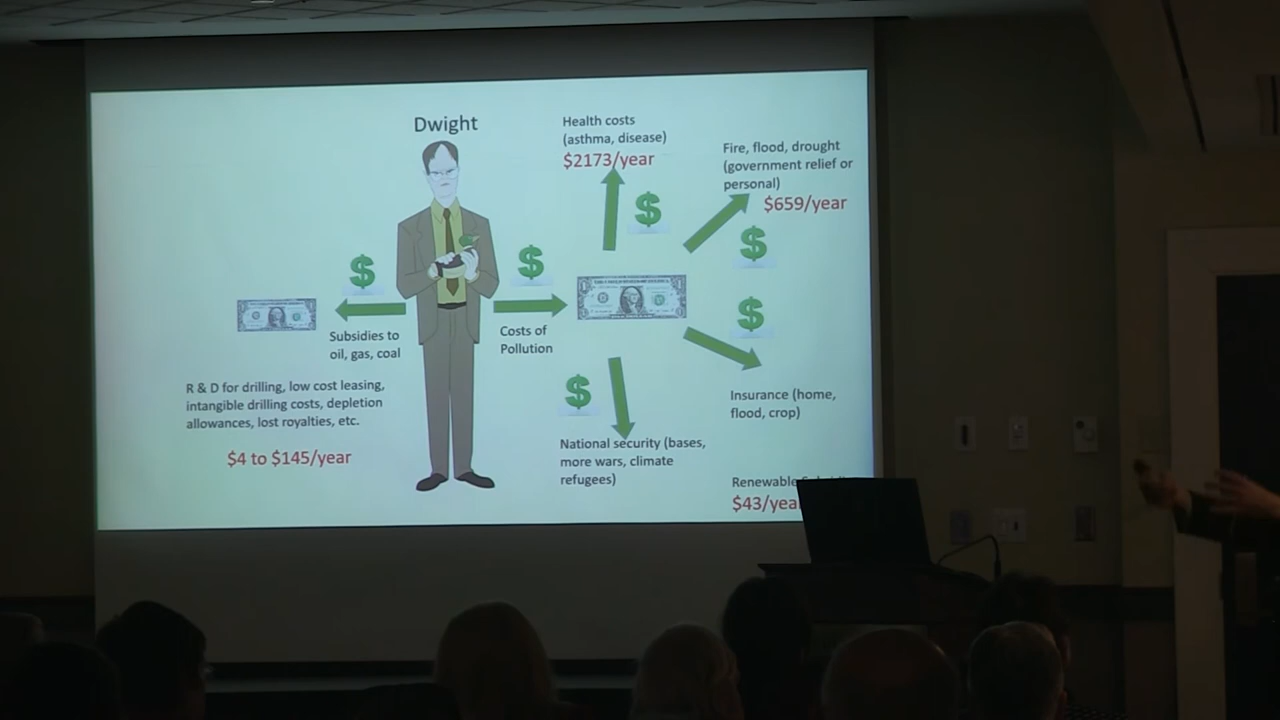 Dwight
Health costs
(asthma, disease)
$2173/year
Fire, flood, drought
(government relief or
personal)
$659/year
$
$
$
$
$
$
Subsidies to
oil, gas, coal
Costs of
Pollution
R & D for drilling, low cost leasing,
intangible drilling costs, depletion
allowances, lost royalties, etc.
$4 to $145/year
Insurance (home,
flood, crop)
National security (bases,
more wars, climate
refugees)
Renewable
$43/yea